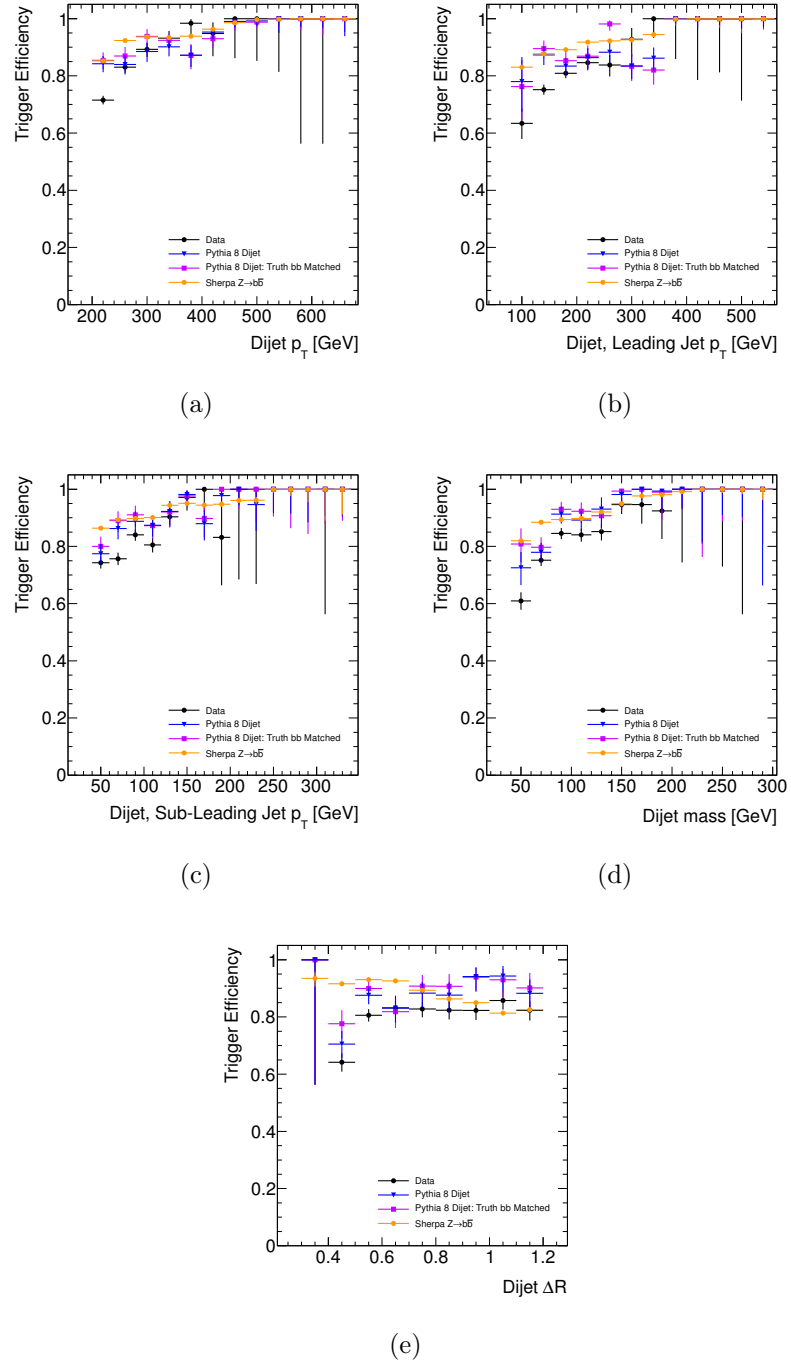 Trigger Efficiency
1
0.8
0.6
0.4
0.2
0
Data
Pythia 8 Dijet
Pythia 8 Dijet: Truth bb Matched
Sherpa Z→bb̅
200 300 400 500 600
Dijet p_T [GeV]
(a)
Trigger Efficiency
1
0.8
0.6
0.4
0.2
0
Data
Pythia 8 Dijet
Pythia 8 Dijet: Truth bb Matched
Sherpa Z→bb̅
100 200 300 400 500
Dijet, Leading Jet p_T [GeV]
(b)
Trigger Efficiency
1
0.8
0.6
0.4
0.2
0
Data
Pythia 8 Dijet
Pythia 8 Dijet: Truth bb Matched
Sherpa Z→bb̅
50 100 150 200 250 300
Dijet, Sub-Leading Jet p_T [GeV]
(c)
Trigger Efficiency
1
0.8
0.6
0.4
0.2
0
Data
Pythia 8 Dijet
Pythia 8 Dijet: Truth bb Matched
Sherpa Z→bb̅
50 100 150 200 250 300
Dijet mass [GeV]
(d)
Trigger Efficiency
1
0.8
0.6
0.4
0.2
0
Data
Pythia 8 Dijet
Pythia 8 Dijet: Truth bb Matched
Sherpa Z→bb̅
0.4 0.6 0.8 1 1.2
Dijet ΔR
(e)